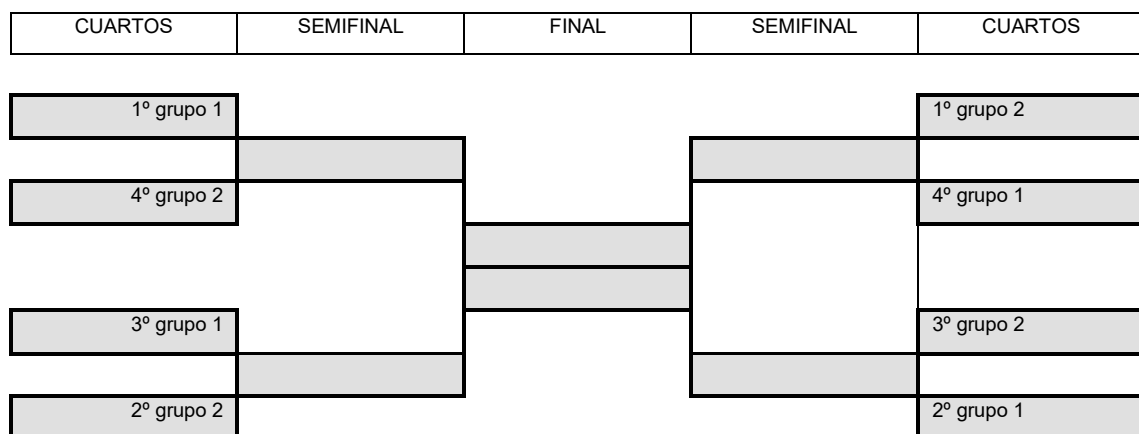 CUARTOS SEMIFINAL FINAL SEMIFINAL CUARTOS
1º grupo 1 1º grupo 2
4º grupo 2 4º grupo 1
3º grupo 1 3º grupo 2
2º grupo 2 2º grupo 1